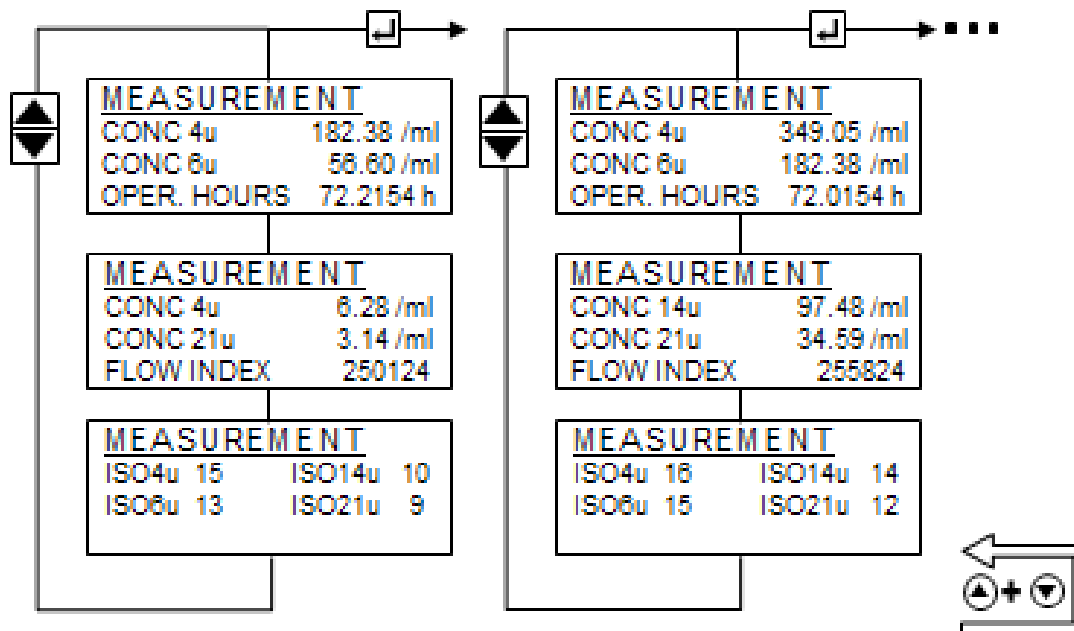 MEASUREMENT
CONC 4u 182.38 /ml
CONC 6u 56.60 /ml
OPER. HOURS 72.2154 h
MEASUREMENT
CONC 4u 6.28 /ml
CONC 21u 3.14 /ml
FLOW INDEX 250124
MEASUREMENT
ISO4u 15 ISO14u 10
ISO6u 13 ISO21u 9
MEASUREMENT
CONC 4u 349.05 /ml
CONC 6u 182.38 /ml
OPER. HOURS 72.0154 h
MEASUREMENT
CONC 14u 97.48 /ml
CONC 21u 34.59 /ml
FLOW INDEX 255824
MEASUREMENT
ISO4u 16 ISO14u 14
ISO6u 15 ISO21u 12